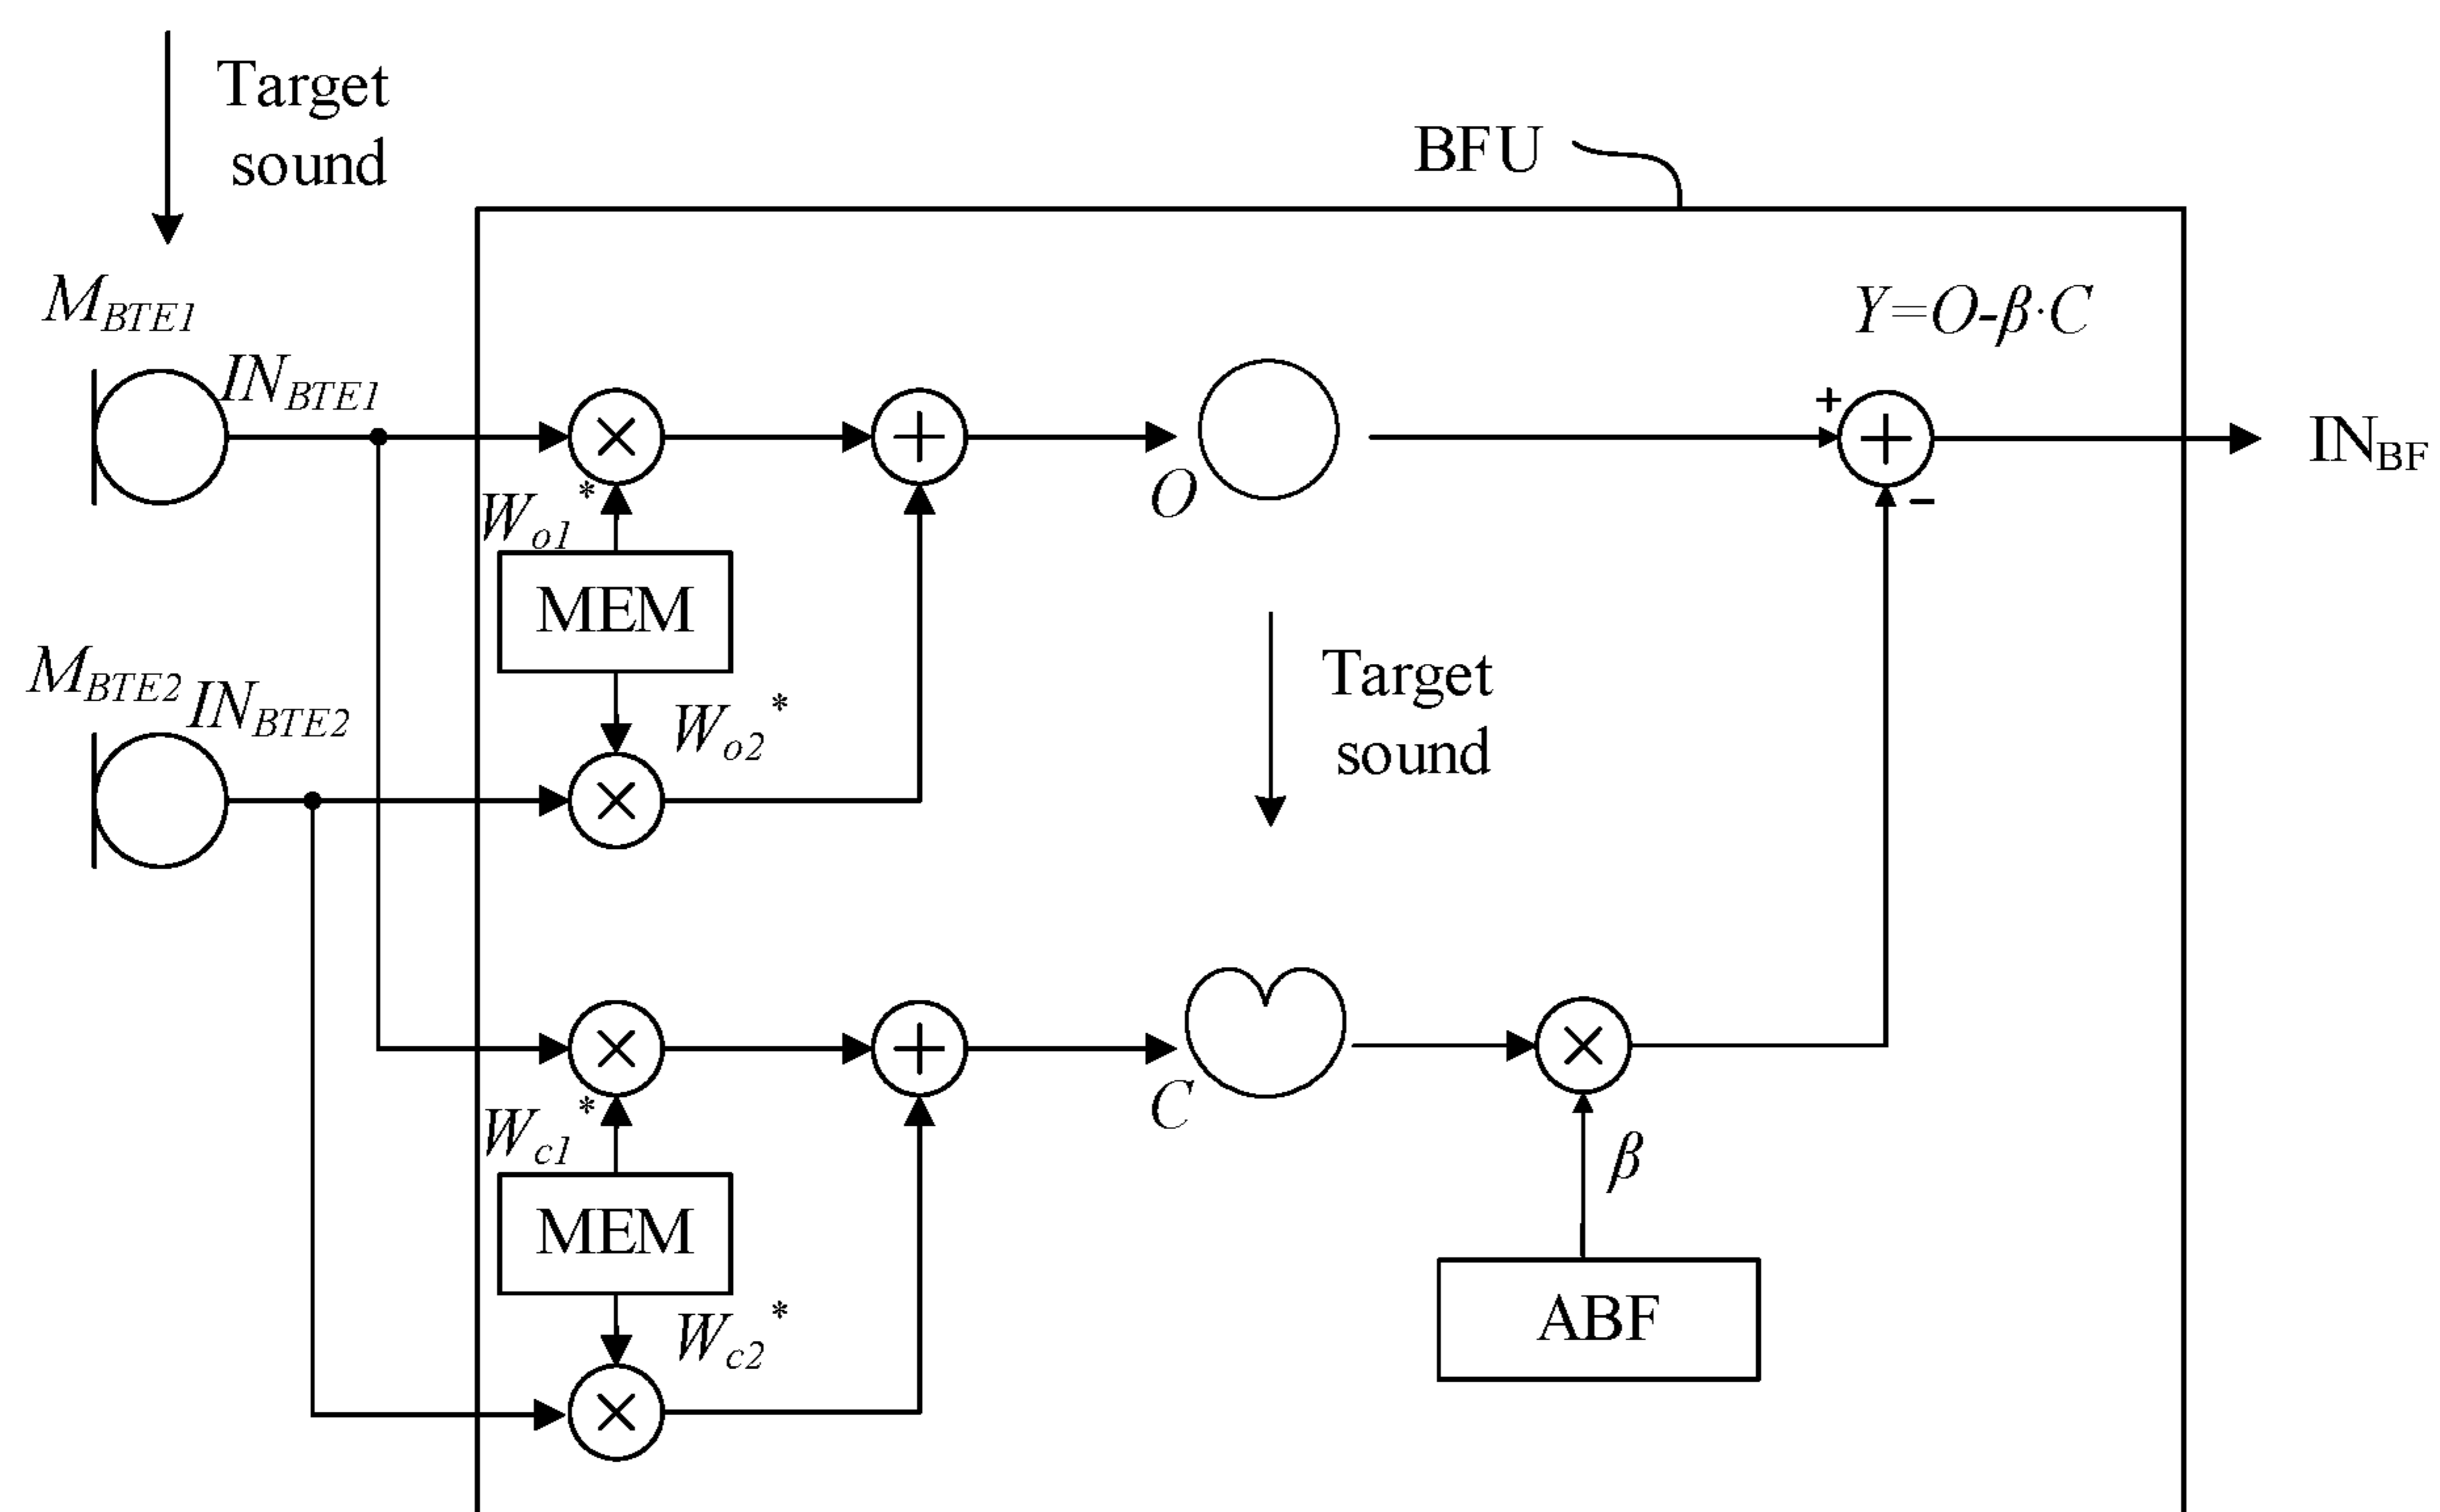 Target
sound
BFU
M_BTE1
Y=O-β·C
IN_BTE1
+
IN_BF
O
W_o1*
−
MEM
M_BTE2
IN_BTE2
Target
sound
W_o2*
C
W_c1*
β
MEM
W_c2*
ABF